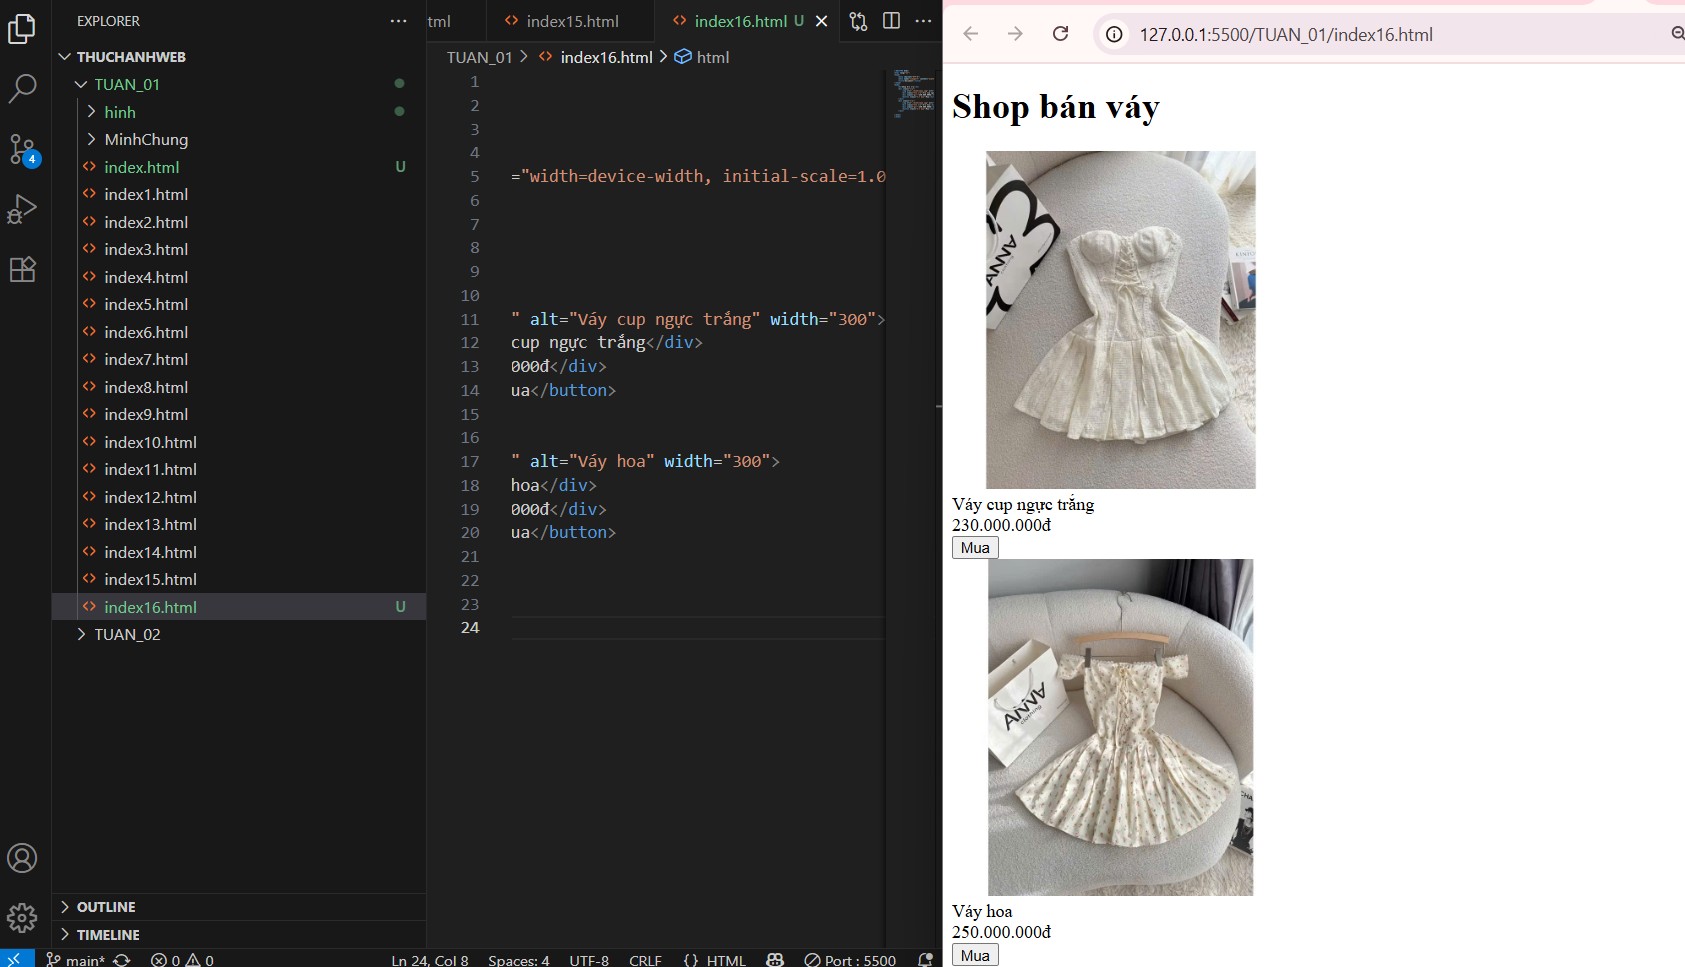 EXPLORER
THUCHANHWEB
TUAN_01
hinh
MinhChung
index.html U
index1.html
index2.html
index3.html
index4.html
index5.html
index6.html
index7.html
index8.html
index9.html
index10.html
index11.html
index12.html
index13.html
index14.html
index15.html
index16.html U
TUAN_02
OUTLINE
TIMELINE
4
tml index15.html index16.html U
TUAN_01 > index16.html > html
1
2
3
4
5 ="width=device-width, initial-scale=1.0
6
7
8
9
10
11 " alt="Váy cup ngực trắng" width="300">
12 cup ngực trắng</div>
13 000đ</div>
14 ua</button>
15
16
17 " alt="Váy hoa" width="300">
18 hoa</div>
19 000đ</div>
20 ua</button>
21
22
23
24
main* 0 0 Ln 24, Col 8 Spaces: 4 UTF-8 CRLF {} HTML Port : 5500
127.0.0.1:5500/TUAN_01/index16.html
Shop bán váy
ANNA
Váy cup ngực trắng
230.000.000đ
Mua
ANNA
Váy hoa
250.000.000đ
Mua